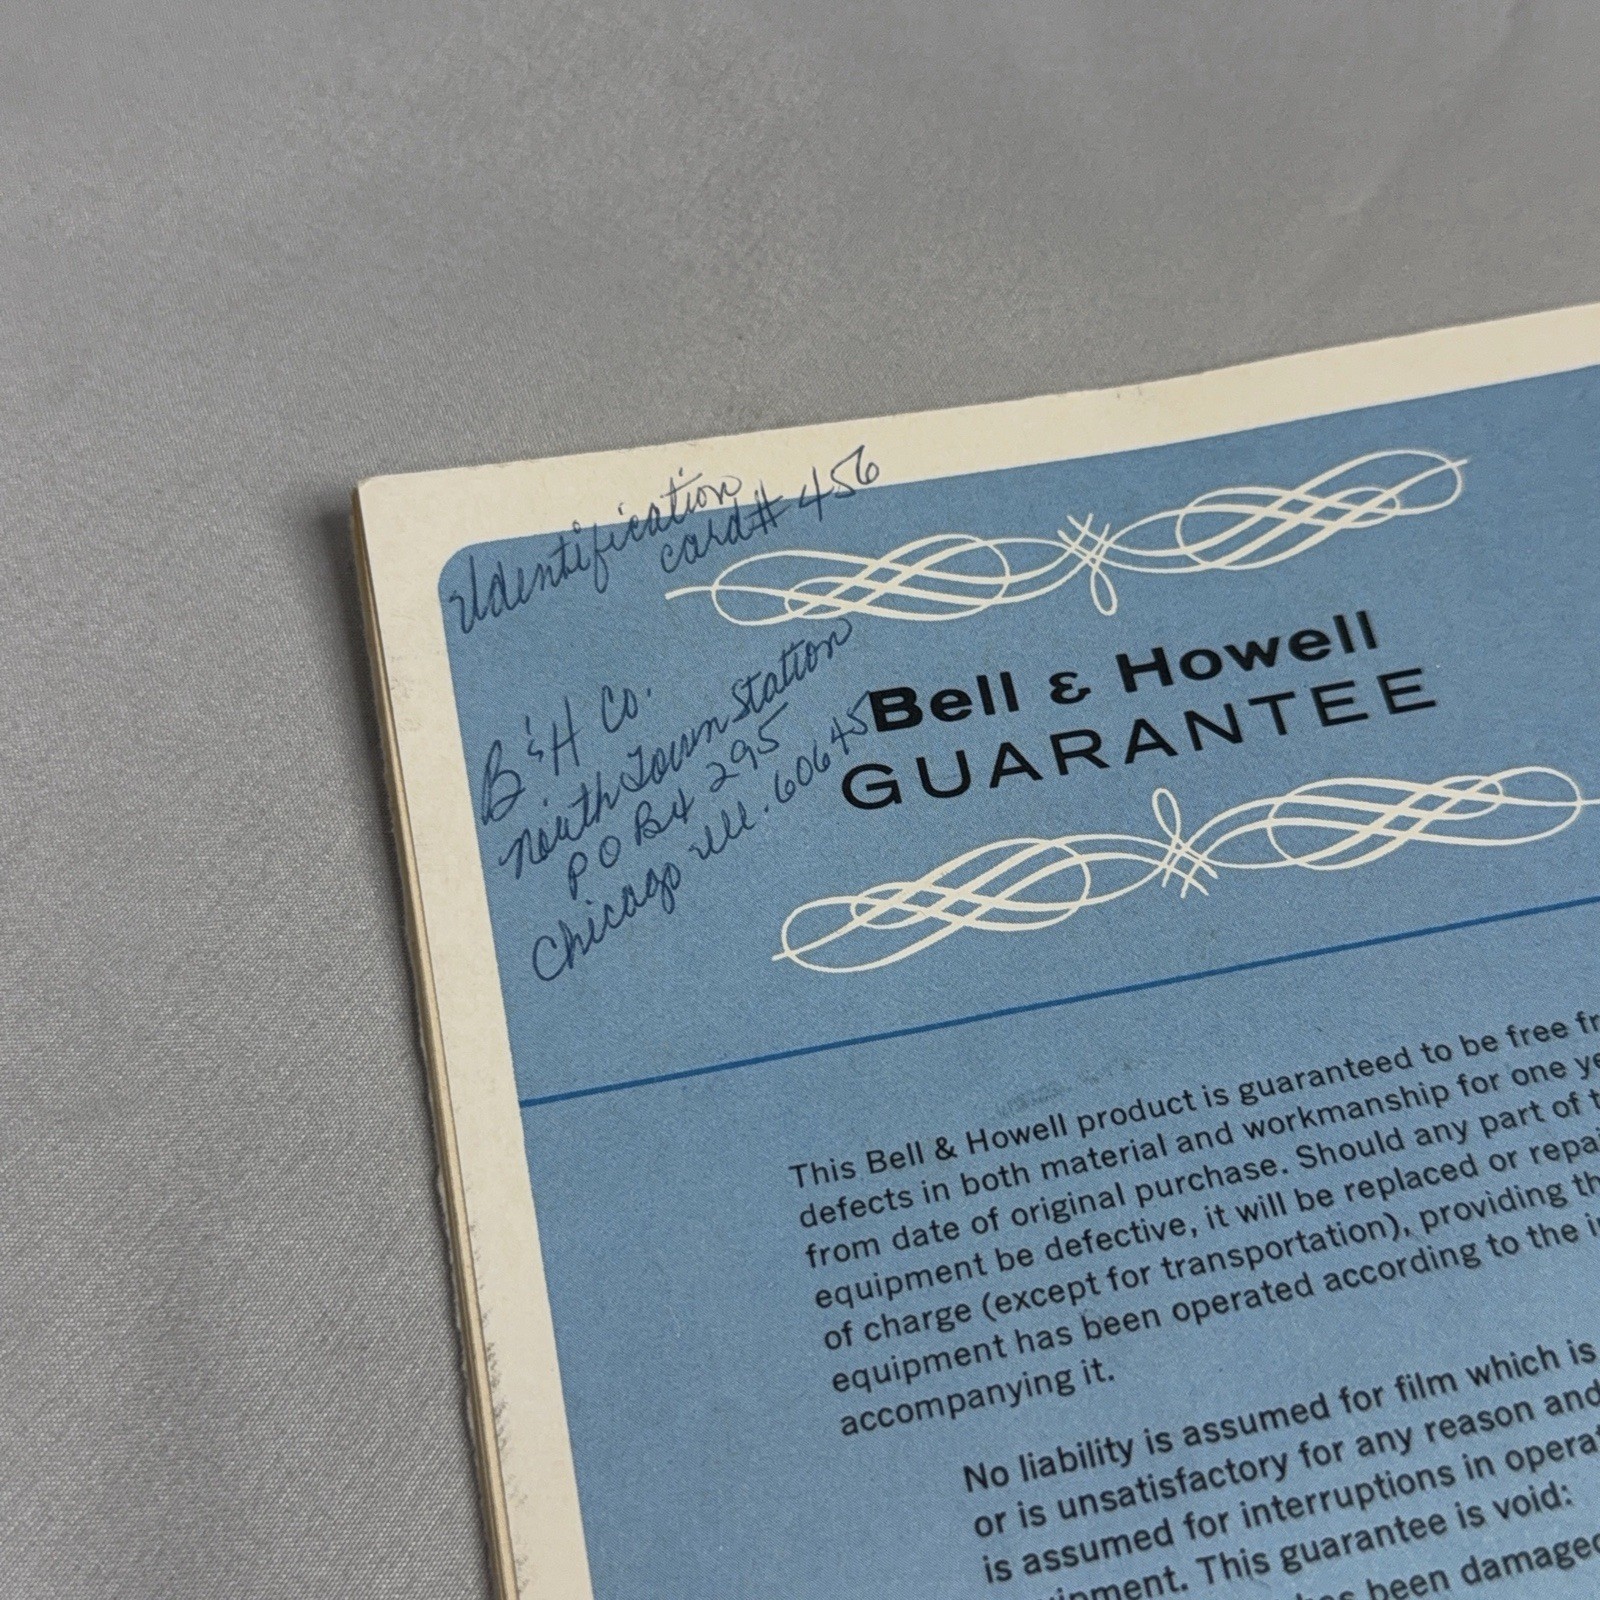 Identification
card# 456
B & H Co.
North Town Station
P O Bx 295
Chicago Ill. 60645
Bell & Howell
GUARANTEE
This Bell & Howell product is guaranteed to be free
defects in both material and workmanship for one
from date of original purchase. Should any part of
equipment be defective, it will be replaced or
of charge (except for transportation), providing
equipment has been operated according to the
accompanying it.
No liability is assumed for film which is
or is unsatisfactory for any reason and
is assumed for interruptions in
This guarantee is void:
been damaged